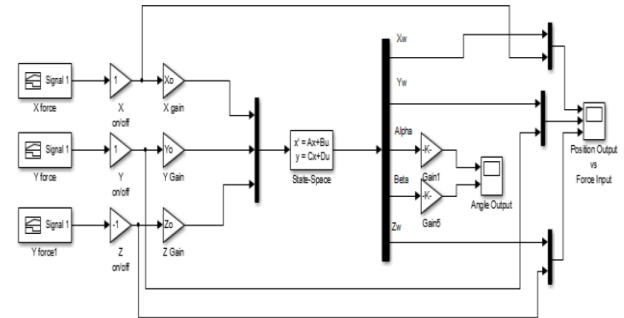 Signal 1
X force
1
X
on/off
Xo
X gain
Signal 1
Y force
1
Y
on/off
Yo
Y Gain
Signal 1
Y force1
-1
Z
on/off
Zo
Z Gain
x' = Ax+Bu
y = Cx+Du
State-Space
Xw
Yw
Alpha
Beta
Zw
-K-
Gain1
-K-
Gain5
Angle Output
Position Output
vs
Force Input